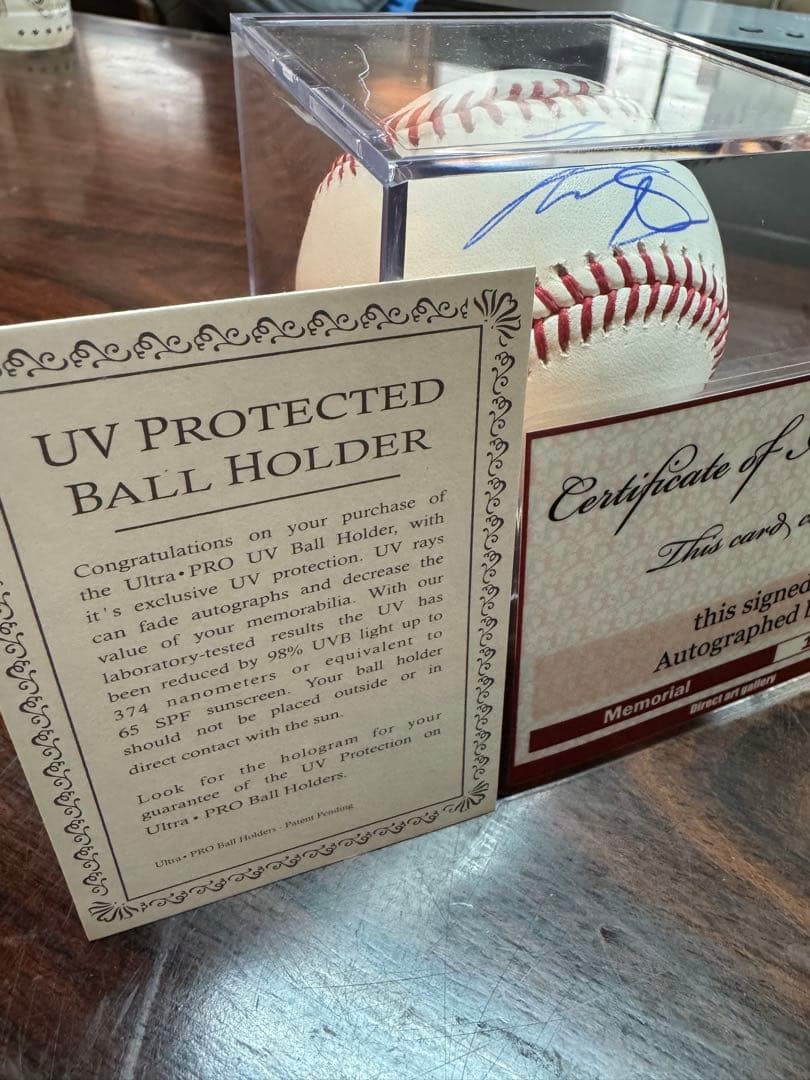 UV PROTECTED
BALL HOLDER
Congratulations on your purchase of
the Ultra•PRO UV Ball Holder, with
it's exclusive UV protection. UV rays
can fade autographs and decrease the
value of your memorabilia. With our
laboratory-tested results the UV has
been reduced by 98% UVB light up to
374 nanometers or equivalent to
65 SPF sunscreen. Your ball holder
should not be placed outside or in
direct contact with the sun.
Look for the hologram for your
guarantee of the UV Protection on
Ultra•PRO Ball Holders.
Ultra•PRO Ball Holders - Patent Pending
Certificate of
This card
this signed
Autographed
Memorial
Direct art gallery